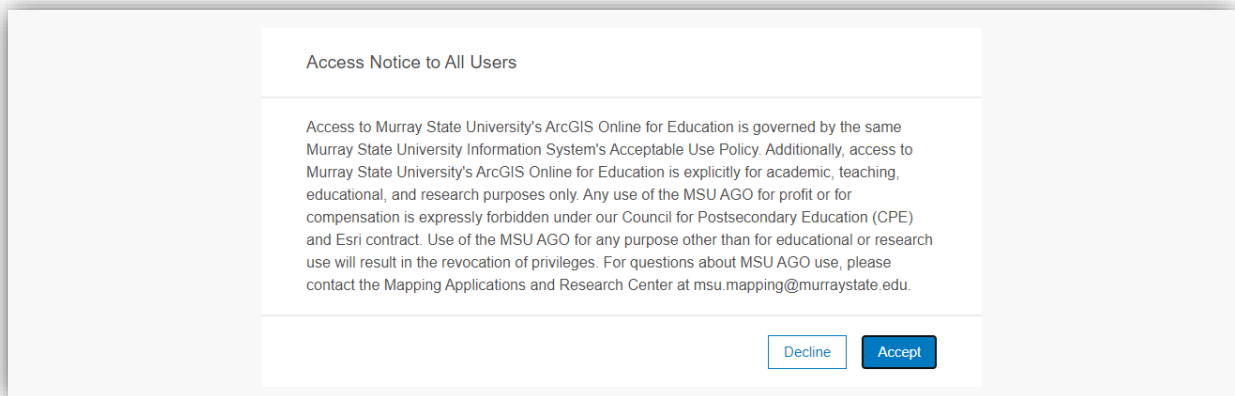 Access Notice to All Users
Access to Murray State University's ArcGIS Online for Education is governed by the same
Murray State University Information System's Acceptable Use Policy. Additionally, access to
Murray State University's ArcGIS Online for Education is explicitly for academic, teaching,
educational, and research purposes only. Any use of the MSU AGO for profit or for
compensation is expressly forbidden under our Council for Postsecondary Education (CPE)
and Esri contract. Use of the MSU AGO for any purpose other than for educational or research
use will result in the revocation of privileges. For questions about MSU AGO use, please
contact the Mapping Applications and Research Center at msu.mapping@murraystate.edu.
Decline Accept